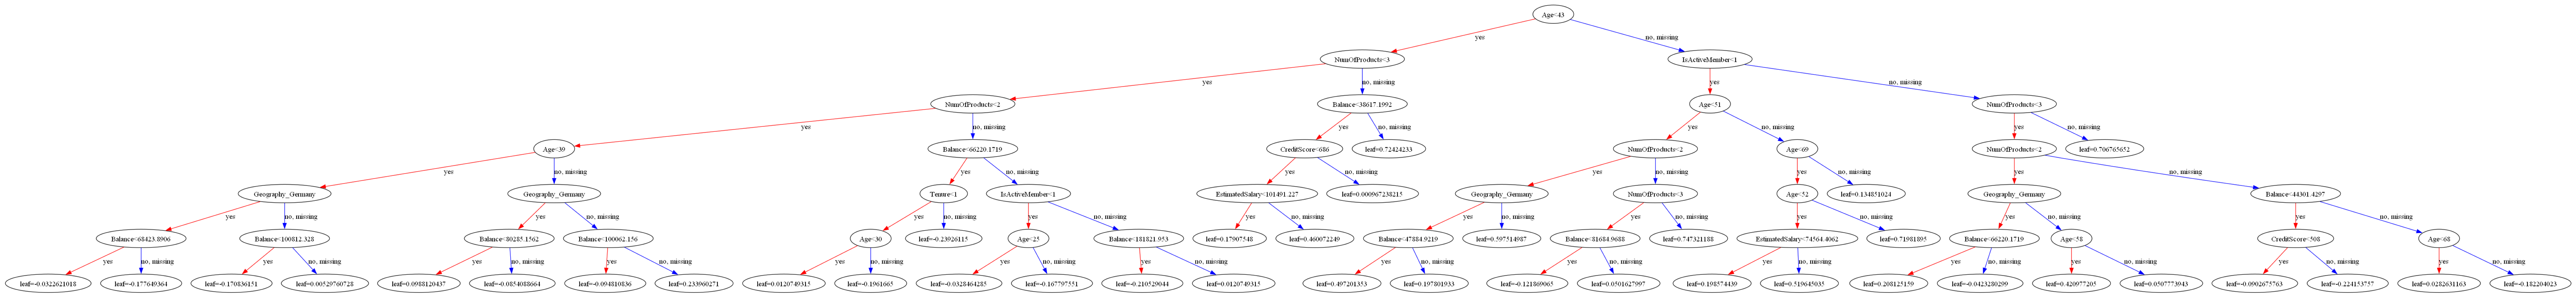 Age<43
yes
no, missing
NumOfProducts<3
IsActiveMember<1
yes
no, missing
yes
no, missing
NumOfProducts<2
Balance<38617.1992
Age<51
NumOfProducts<3
yes
no, missing
yes
no, missing
yes
no, missing
yes
no, missing
Age<39
Balance<66220.1719
CreditScore<686
leaf=0.72424233
NumOfProducts<2
Age<69
NumOfProducts<2
leaf=0.706765652
yes
no, missing
yes
no, missing
yes
no, missing
yes
no, missing
yes
no, missing
yes
no, missing
Geography_Germany
Geography_Germany
Tenure<1
IsActiveMember<1
EstimatedSalary<101491.227
leaf=0.000967238215
Geography_Germany
NumOfProducts<3
Age<52
leaf=0.134851024
Geography_Germany
Balance<44301.4297
yes
no, missing
yes
no, missing
yes
no, missing
yes
no, missing
yes
no, missing
yes
no, missing
yes
no, missing
yes
no, missing
yes
no, missing
yes
no, missing
Balance<68423.8906
Balance<100812.328
Balance<80285.1562
Balance<100062.156
Age<30
leaf=-0.23926115
Age<25
Balance<181821.953
leaf=0.17907548
leaf=0.460072249
Balance<47884.9219
leaf=0.597514987
Balance<81684.9688
leaf=0.747321188
EstimatedSalary<74564.4062
leaf=0.71981895
Balance<66220.1719
Age<58
CreditScore<508
Age<68
yes
no, missing
yes
no, missing
yes
no, missing
yes
no, missing
yes
no, missing
yes
no, missing
yes
no, missing
yes
no, missing
yes
no, missing
yes
no, missing
yes
no, missing
yes
no, missing
yes
no, missing
yes
no, missing
leaf=-0.0322621018
leaf=-0.177649364
leaf=-0.170836151
leaf=0.00529760728
leaf=0.0988120437
leaf=-0.0854088664
leaf=-0.094810836
leaf=0.233960271
leaf=0.0120749315
leaf=-0.1961665
leaf=-0.0328464285
leaf=-0.167797551
leaf=-0.210529044
leaf=0.0120749315
leaf=0.497201353
leaf=0.197801933
leaf=-0.121869065
leaf=0.0501627997
leaf=0.198574439
leaf=0.519645035
leaf=0.208125159
leaf=-0.0423280299
leaf=0.420977205
leaf=0.0507773943
leaf=-0.0902675763
leaf=-0.224153757
leaf=0.0282631163
leaf=-0.182204023